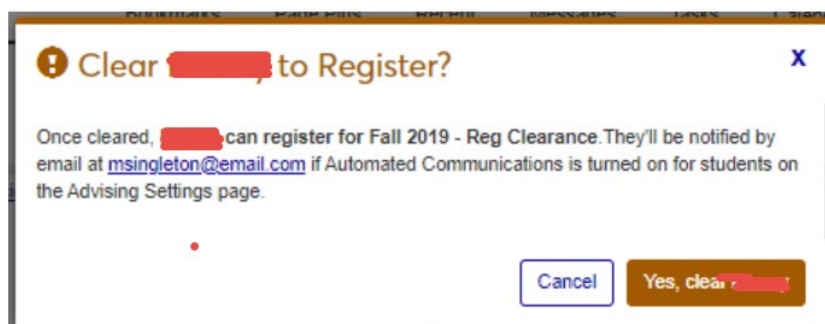 Clear to Register?
X
Once cleared, can register for Fall 2019 - Reg Clearance.They'll be notified by
email at msingleton@email.com if Automated Communications is turned on for students on
the Advising Settings page.
Cancel
Yes, clear